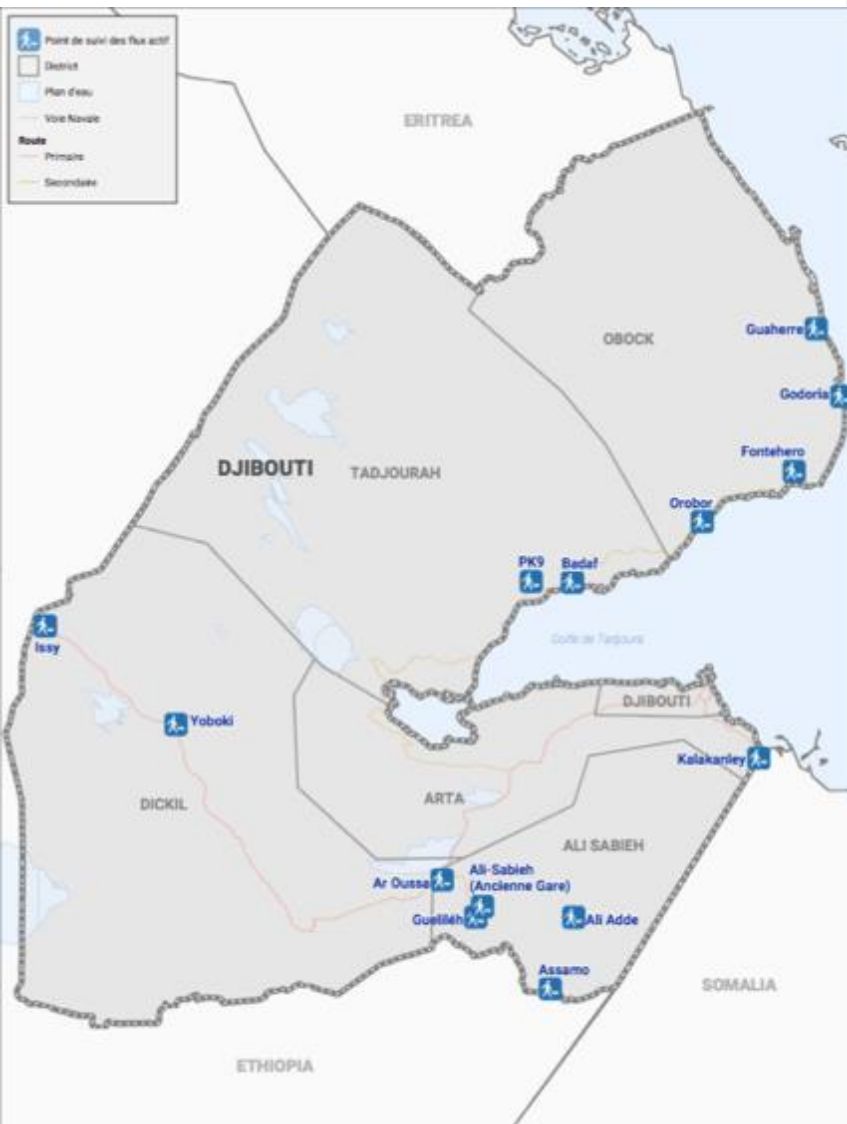 Point de suivi des flux actif
District
Plan d'eau
Voie Navale
Route
Primaire
Secondaire
ERITREA
OBOCK
Guaherre
Godoria
Fontehero
Orobor
DJIBOUTI
TADJOURAH
PK9
Badaf
Golfe de Tadjoura
Issy
Yoboki
DJIBOUTI
Kalakanley
DICKIL
ARTA
ALI SABIEH
Ar Oussa
Ali-Sabieh
(Ancienne Gare)
Guelileh
Ali Adde
Assamo
SOMALIA
ETHIOPIA